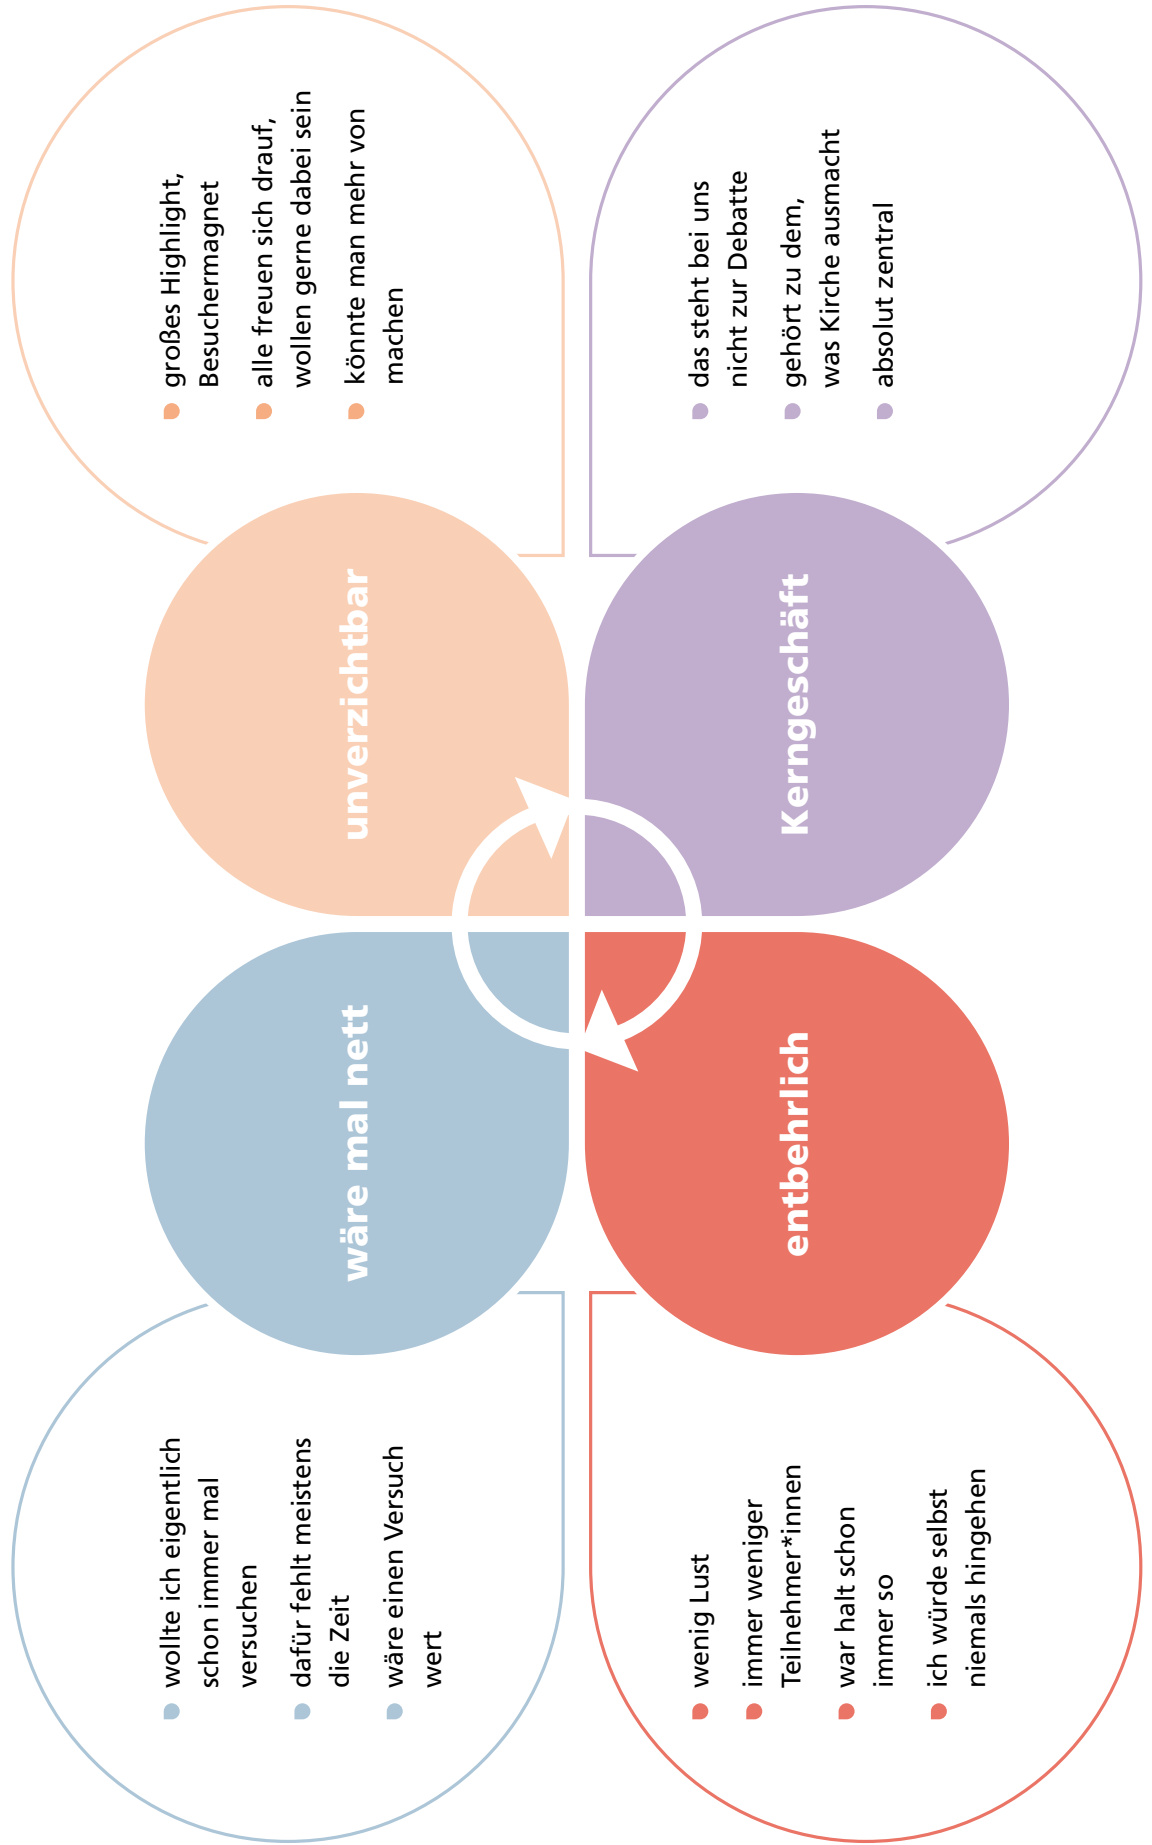 wollte ich eigentlich
schon immer mal
versuchen
dafür fehlt meistens
die Zeit
wäre einen Versuch
wert
wäre mal nett
unverzichtbar
großes Highlight,
Besuchermagnet
alle freuen sich drauf,
wollen gerne dabei sein
könnte man mehr von
machen
wenig Lust
immer weniger
Teilnehmer*innen
war halt schon
immer so
ich würde selbst
niemals hingehen
entbehrlich
Kerngeschäft
das steht bei uns
nicht zur Debatte
gehört zu dem,
was Kirche ausmacht
absolut zentral